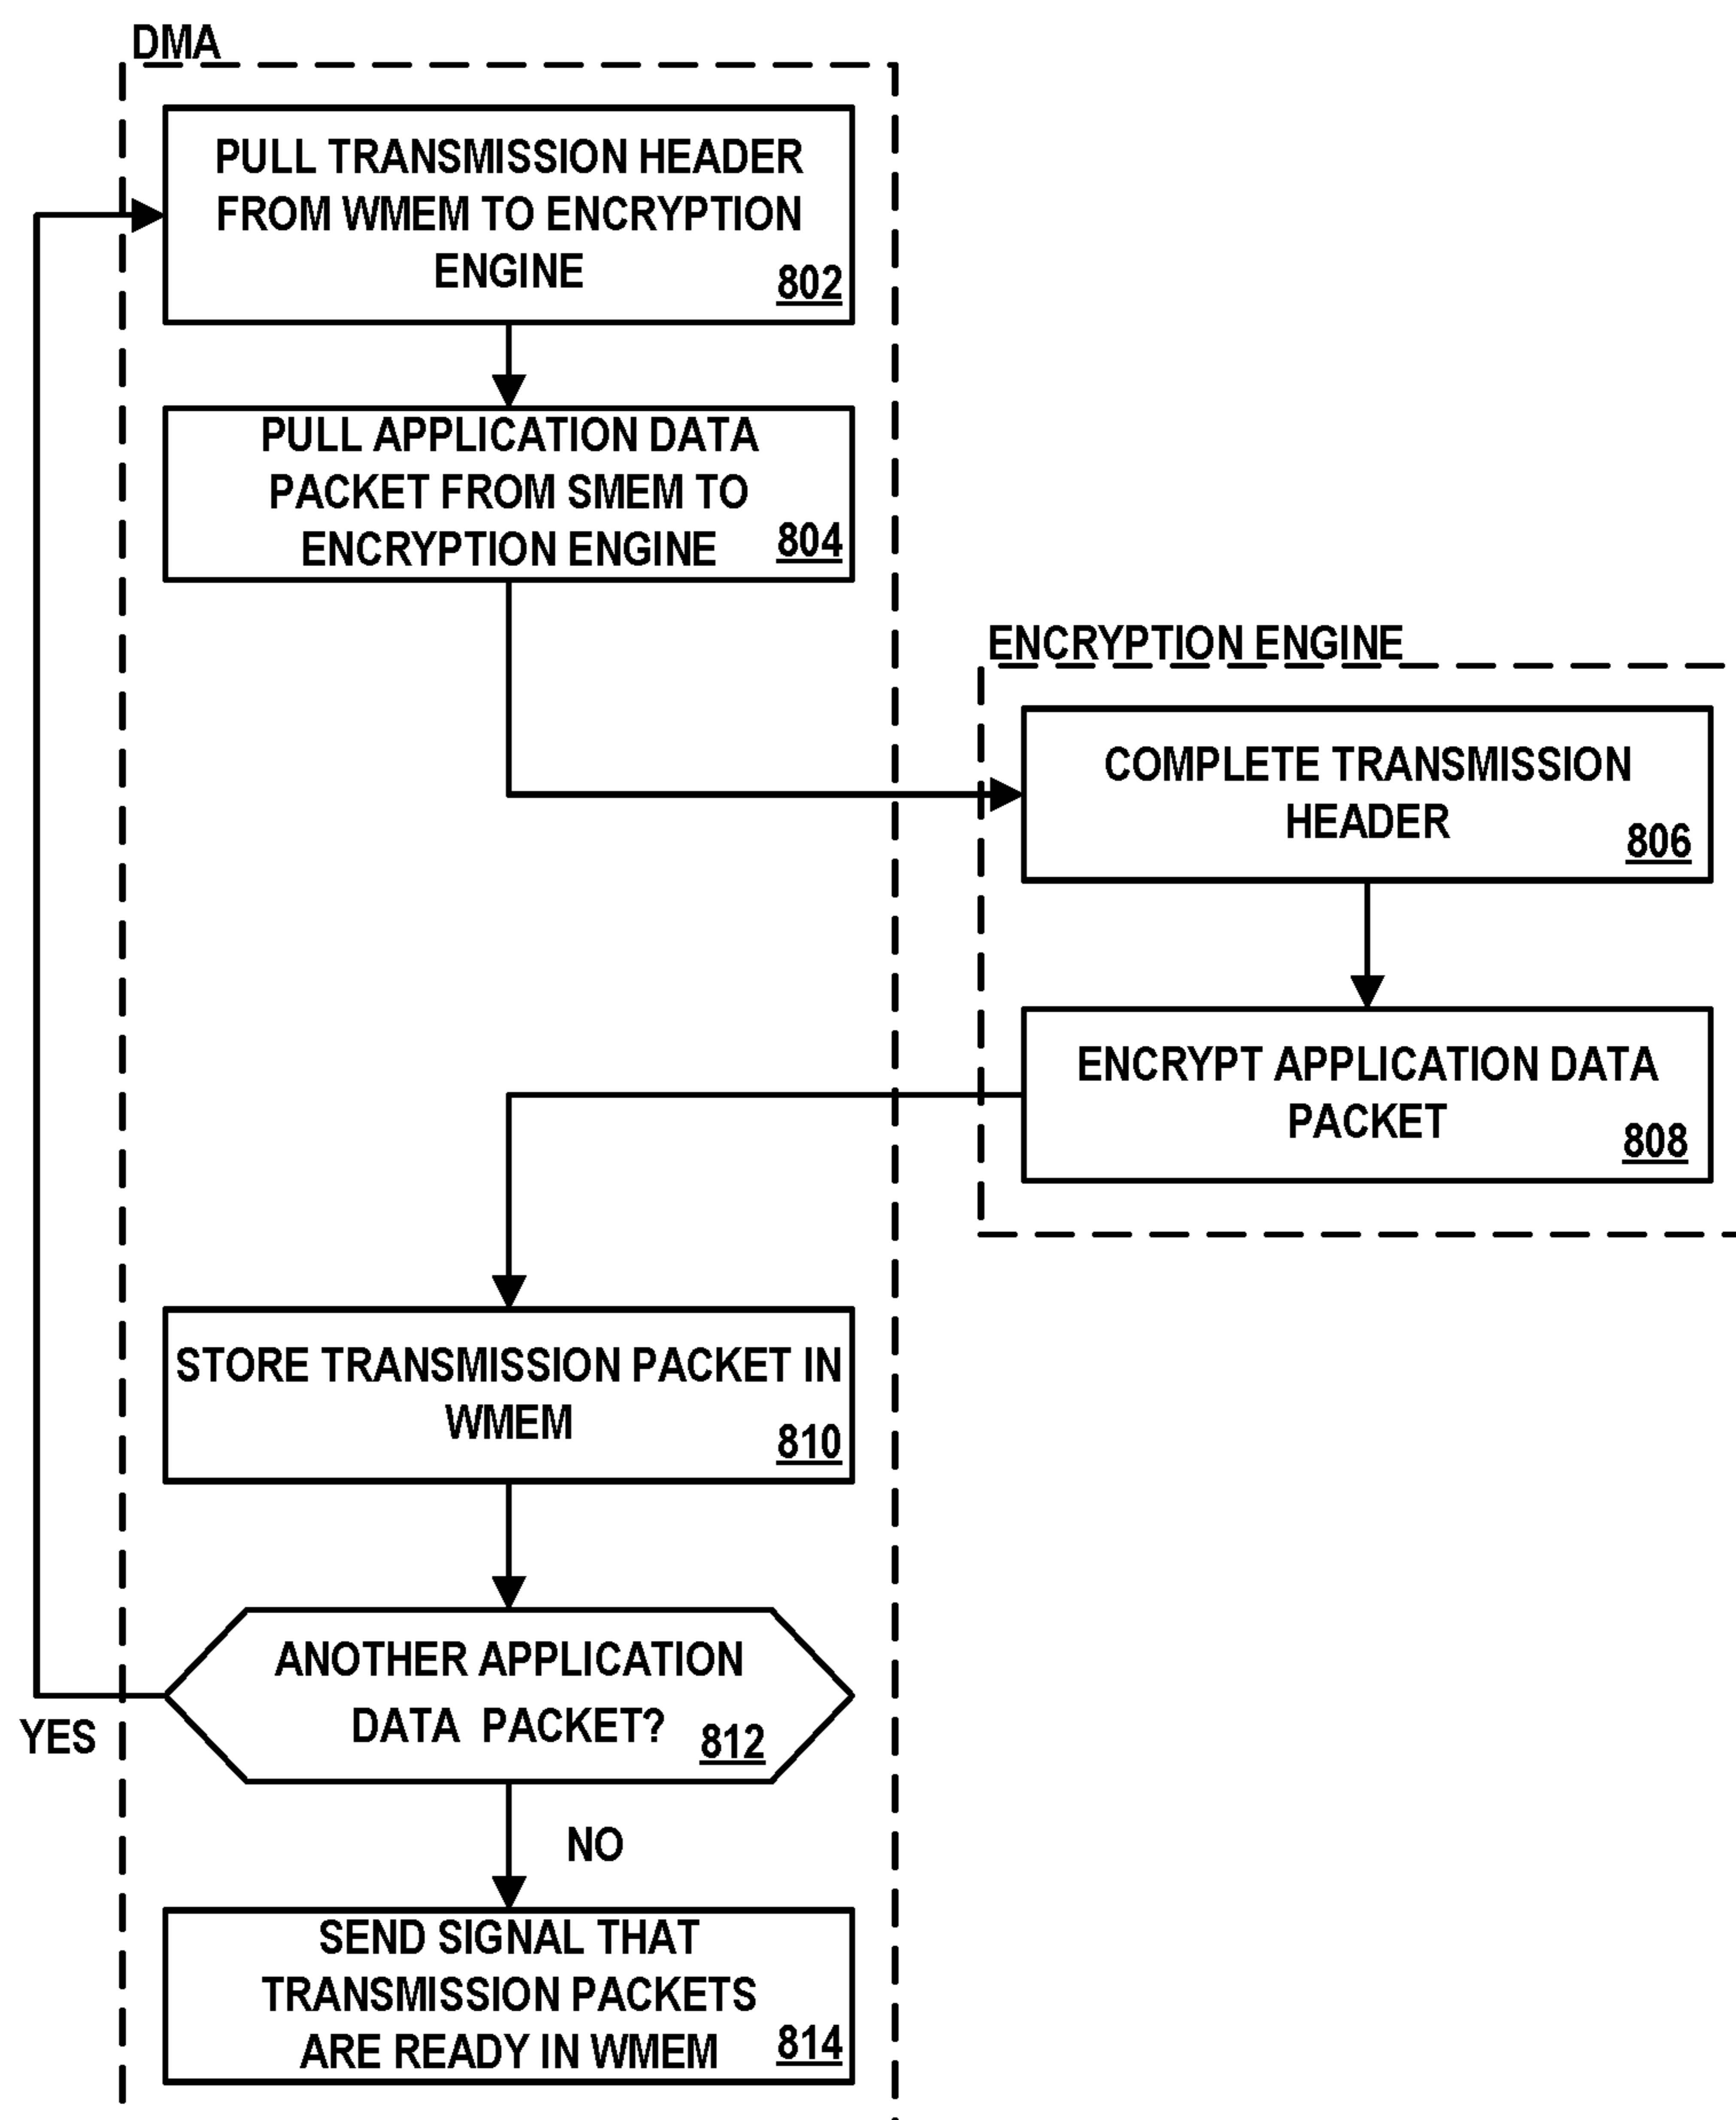 DMA
PULL TRANSMISSION HEADER
FROM WMEM TO ENCRYPTION
ENGINE
802
PULL APPLICATION DATA
PACKET FROM SMEM TO
ENCRYPTION ENGINE
804
ENCRYPTION ENGINE
COMPLETE TRANSMISSION
HEADER
806
ENCRYPT APPLICATION DATA
PACKET
808
STORE TRANSMISSION PACKET IN
WMEM
810
ANOTHER APPLICATION
DATA PACKET?
812
YES
NO
SEND SIGNAL THAT
TRANSMISSION PACKETS
ARE READY IN WMEM
814